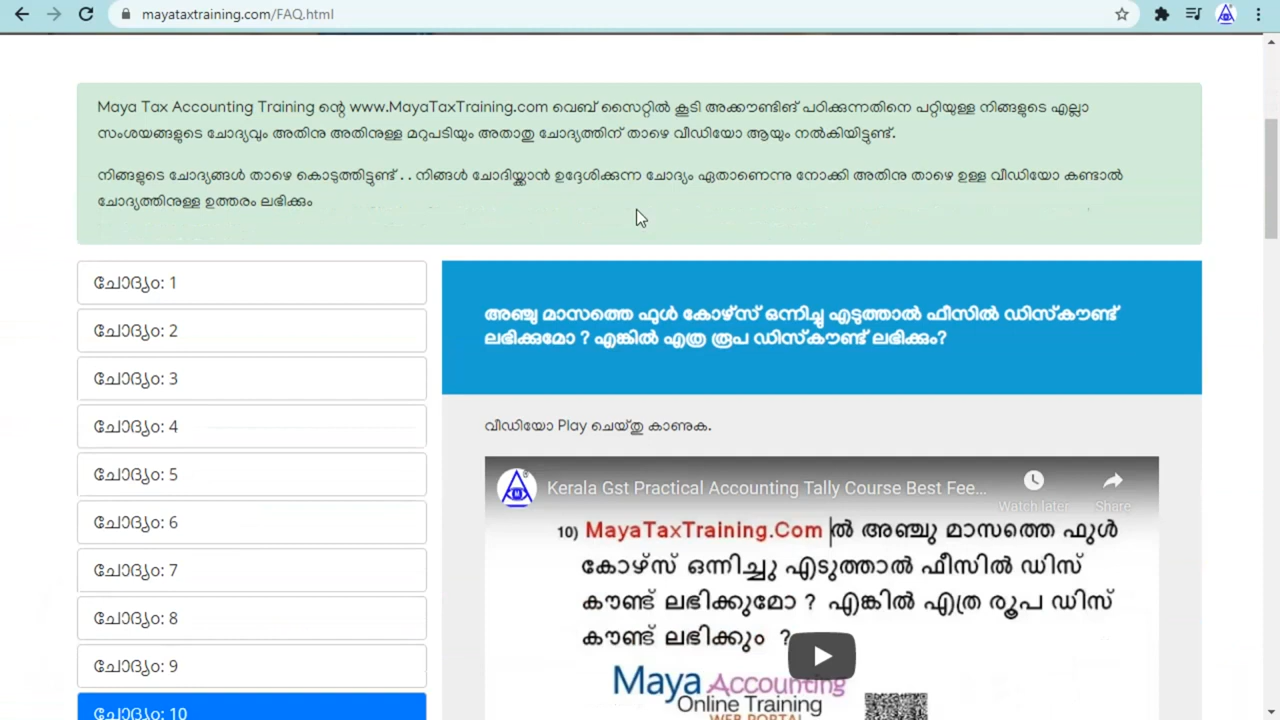 mayataxtraining.com/FAQ.html
Maya Tax Accounting Training ന്റെ www.MayaTaxTraining.com വെബ് സൈറ്റിൽ കൂടി അക്കൗണ്ടിങ് പഠിക്കുന്നതിനെ പറ്റിയുള്ള നിങ്ങളുടെ എല്ലാ
സംശയങ്ങളുടെ ചോദ്യവും അതിനു അതിനുള്ള മറുപടിയും അതാതു ചോദ്യത്തിന് താഴെ വീഡിയോ ആയും നൽകിയിട്ടുണ്ട്.
നിങ്ങളുടെ ചോദ്യങ്ങൾ താഴെ കൊടുത്തിട്ടുണ്ട് . . നിങ്ങൾ ചോദിയ്ക്കാൻ ഉദ്ദേശിക്കുന്ന ചോദ്യം ഏതാണെന്നു നോക്കി അതിനു താഴെ ഉള്ള വീഡിയോ കണ്ടാൽ
ചോദ്യത്തിനുള്ള ഉത്തരം ലഭിക്കും
ചോദ്യം: 1
ചോദ്യം: 2
ചോദ്യം: 3
ചോദ്യം: 4
ചോദ്യം: 5
ചോദ്യം: 6
ചോദ്യം: 7
ചോദ്യം: 8
ചോദ്യം: 9
ചോദ്യം: 10
അഞ്ചു മാസത്തെ ഫുൾ കോഴ്സ് ഒന്നിച്ചു എടുത്താൽ ഫീസിൽ ഡിസ്കൗണ്ട്
ലഭിക്കുമോ ? എങ്കിൽ എത്ര രൂപ ഡിസ്കൗണ്ട് ലഭിക്കും?
വീഡിയോ Play ചെയ്തു കാണുക.
Kerala Gst Practical Accounting Tally Course Best Fee...
Watch later
Share
10) MayaTaxTraining.Com ൽ അഞ്ചു മാസത്തെ ഫുൾ
കോഴ്സ് ഒന്നിച്ചു എടുത്താൽ ഫീസിൽ ഡിസ്
കൗണ്ട് ലഭിക്കുമോ ? എങ്കിൽ എത്ര രൂപ ഡിസ്
കൗണ്ട് ലഭിക്കും ?
Maya Accounting
Online Training
WEB PORTAL